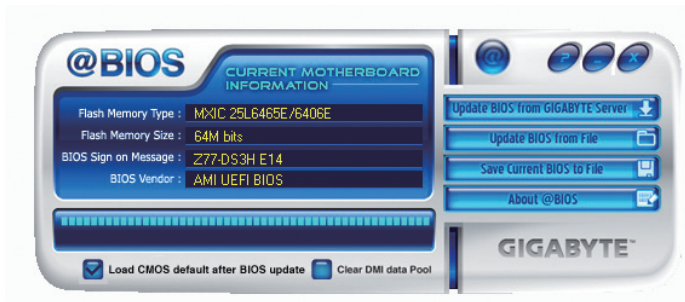 @BIOS
CURRENT MOTHERBOARD
INFORMATION
Flash Memory Type : MXIC 25L6465E/6406E
Flash Memory Size : 64M bits
BIOS Sign on Message : Z77-DS3H E14
BIOS Vendor : AMI UEFI BIOS
Load CMOS default after BIOS update
Clear DMI data Pool
@
? _ X
Update BIOS from GIGABYTE Server
Update BIOS from File
Save Current BIOS to File
About @BIOS
GIGABYTE™